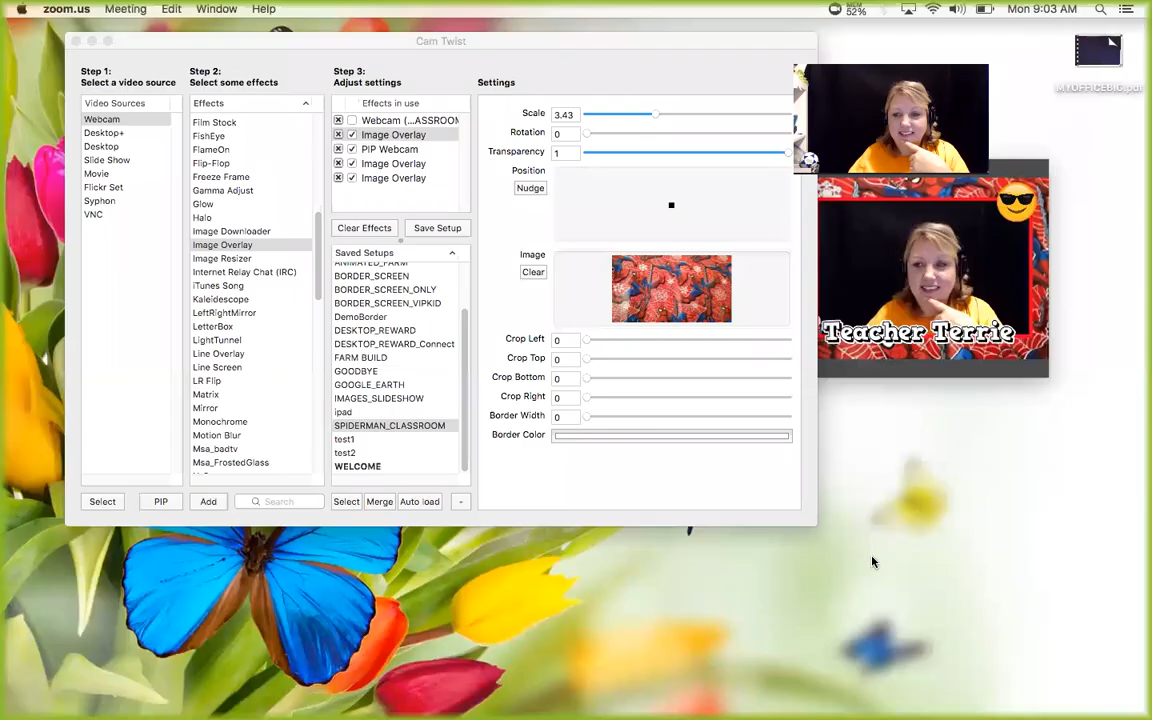 zoom.us Meeting Edit Window Help
MEM 52% Mon 9:03 AM
MYOFFICEBIG.pdf
Cam Twist
Step 1:
Select a video source
Video Sources
Webcam
Desktop+
Desktop
Slide Show
Movie
Flickr Set
Syphon
VNC
Select
PIP
Step 2:
Select some effects
Effects
Film Stock
FishEye
FlameOn
Flip-Flop
Freeze Frame
Gamma Adjust
Glow
Halo
Image Downloader
Image Overlay
Image Resizer
Internet Relay Chat (IRC)
iTunes Song
Kaleidescope
LeftRightMirror
LetterBox
LightTunnel
Line Overlay
Line Screen
LR Flip
Matrix
Mirror
Monochrome
Motion Blur
Msa_badtv
Msa_FrostedGlass
Add
Search
Step 3:
Adjust settings
Effects in use
Webcam (...ASSROOM
Image Overlay
PIP Webcam
Image Overlay
Image Overlay
Clear Effects
Save Setup
Saved Setups
ANIMATED_FARM
BORDER_SCREEN
BORDER_SCREEN_ONLY
BORDER_SCREEN_VIPKID
DemoBorder
DESKTOP_REWARD
DESKTOP_REWARD_Connect
FARM BUILD
GOODBYE
GOOGLE_EARTH
IMAGES_SLIDESHOW
ipad
SPIDERMAN_CLASSROOM
test1
test2
WELCOME
Select
Merge
Auto load
-
Settings
Scale 3.43
Rotation 0
Transparency 1
Position
Nudge
Image
Clear
Crop Left 0
Crop Top 0
Crop Bottom 0
Crop Right 0
Border Width 0
Border Color
Teacher Terrie